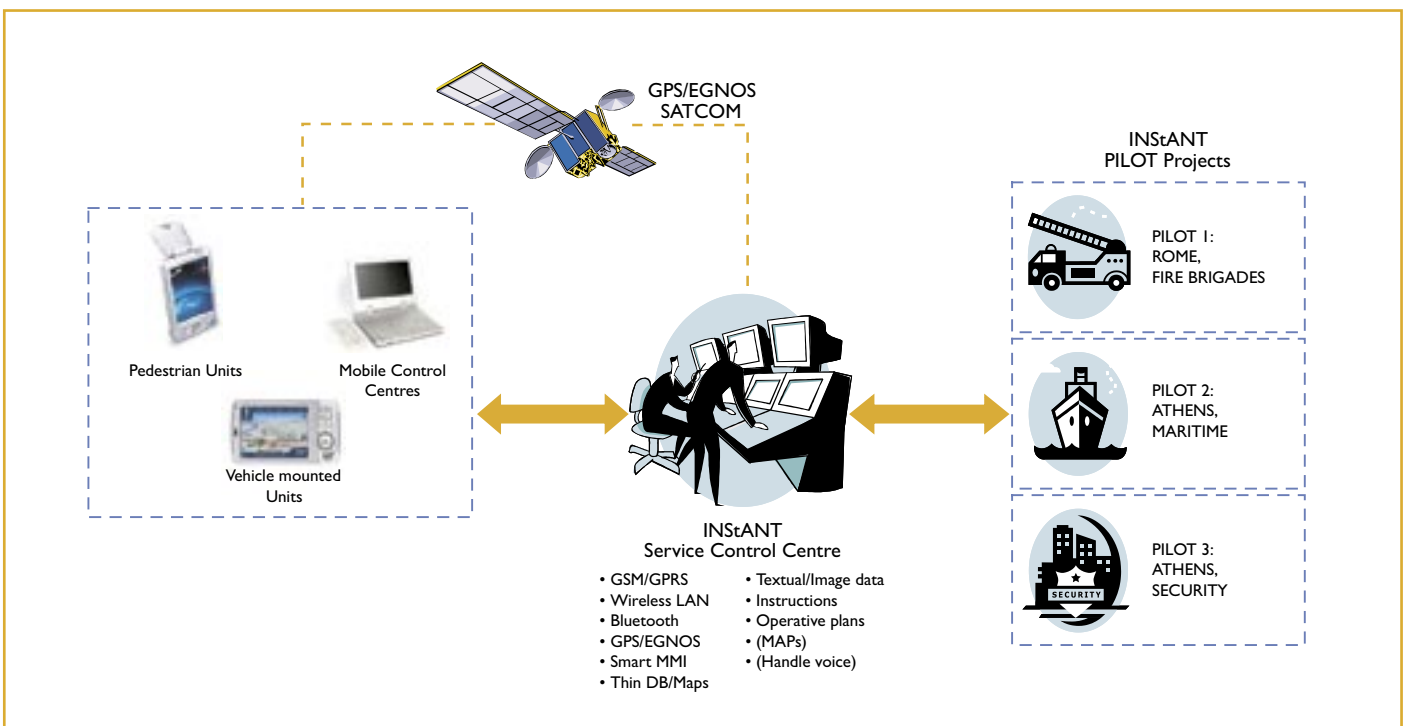 GPS/EGNOS
SATCOM
INStANT
PILOT Projects
PILOT 1:
ROME,
FIRE BRIGADES
Pedestrian Units
Mobile Control
Centres
PILOT 2:
ATHENS,
MARITIME
Vehicle mounted
Units
INStANT
Service Control Centre
• GSM/GPRS
• Wireless LAN
• Bluetooth
• GPS/EGNOS
• Smart MMI
• Thin DB/Maps
• Textual/Image data
• Instructions
• Operative plans
• (MAPs)
• (Handle voice)
SECURITY
PILOT 3:
ATHENS,
SECURITY